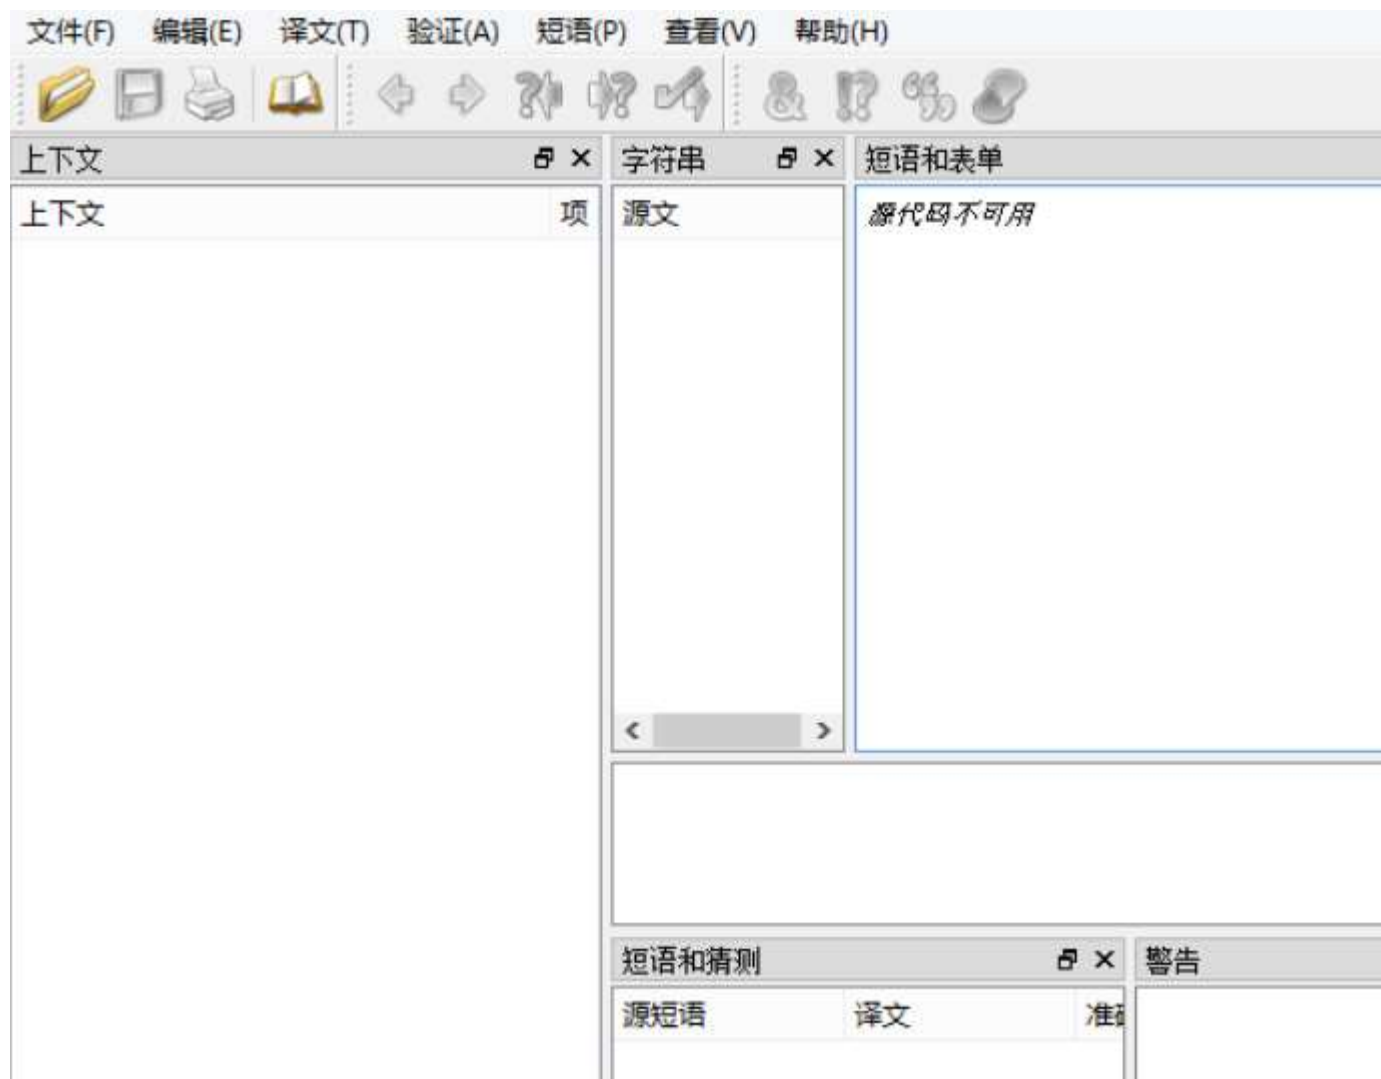 文件(F) 编辑(E) 译文(T) 验证(A) 短语(P) 查看(V) 帮助(H)
上下文 字符串 短语和表单
上下文 项 源文 源代码不可用
短语和猜测 警告
源短语 译文 准